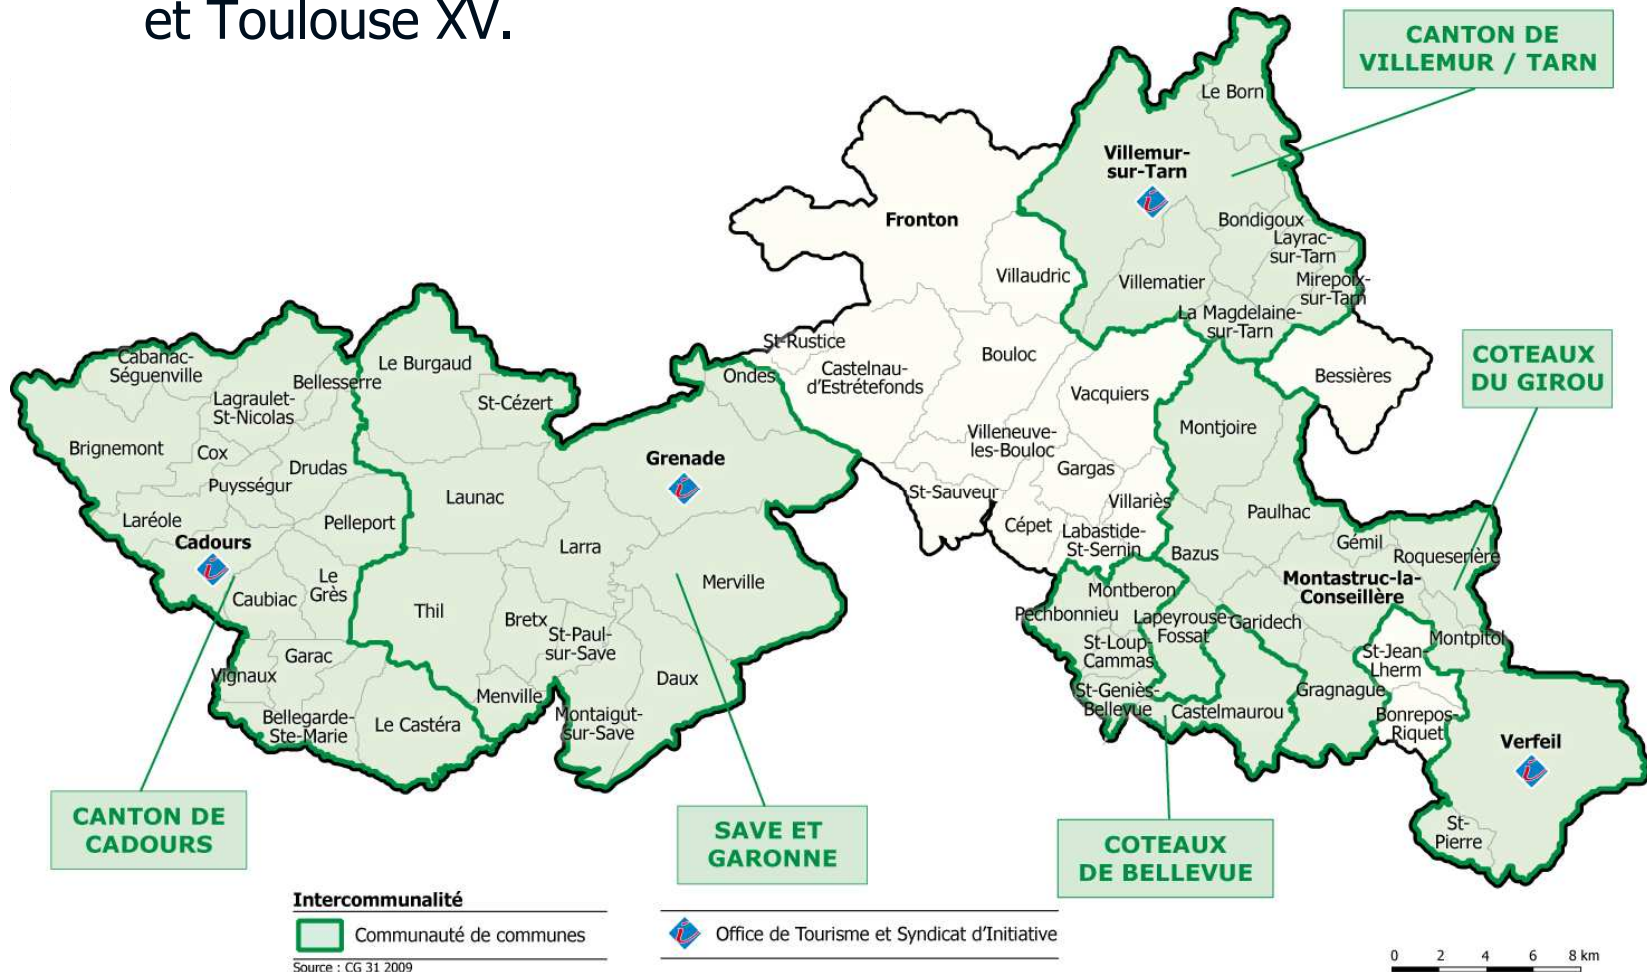 et Toulouse XV.
CANTON DE
VILLEMUR / TARN
Le Born
Villemur-
sur-Tarn
Fronton
Bondigoux
Layrac-
sur-Tarn
Villaudric
Villematier
Mirepoix-
sur-Tarn
La Magdelaine-
sur-Tarn
St-Rustice
Cabanac-
Séguenville
Le Burgaud
Bouloc
COTEAUX
DU GIROU
Bellesserre
Ondes
Castelnau-
d'Estrétefonds
Bessières
Lagraulet-
St-Nicolas
St-Cézert
Vacquiers
Montjoire
Brignemont
Cox
Villeneuve-
les-Bouloc
Drudas
Grenade
Gargas
Puységur
Launac
St-Sauveur
Villariès
Laréole
Pelleport
Cépet
Paulhac
Cadours
Larra
Labastide-
St-Sernin
Bazus
Gémil
Roqueserière
Le
Grès
Merville
Montastruc-la-
Conseillère
Caubiac
Thil
Bretx
Montberon
Pechbonnieu
Lapeyrouse-
Fossat
Garidech
St-Paul-
sur-Save
St-Loup-
Cammas
Montpitol
Garac
St-Jean-
Lherm
Vignaux
Daux
Menville
St-Geniès-
Bellevue
Gragnague
Castelmaurou
Bellegarde-
Ste-Marie
Le Castéra
Montaigut-
sur-Save
Bonrepos-
Riquet
Verfeil
CANTON DE
CADOURS
SAVE ET
GARONNE
COTEAUX
DE BELLEVUE
St-
Pierre
Intercommunalité
Communauté de communes
Source : CG 31 2009
Office de Tourisme et Syndicat d'Initiative
0 2 4 6 8 km